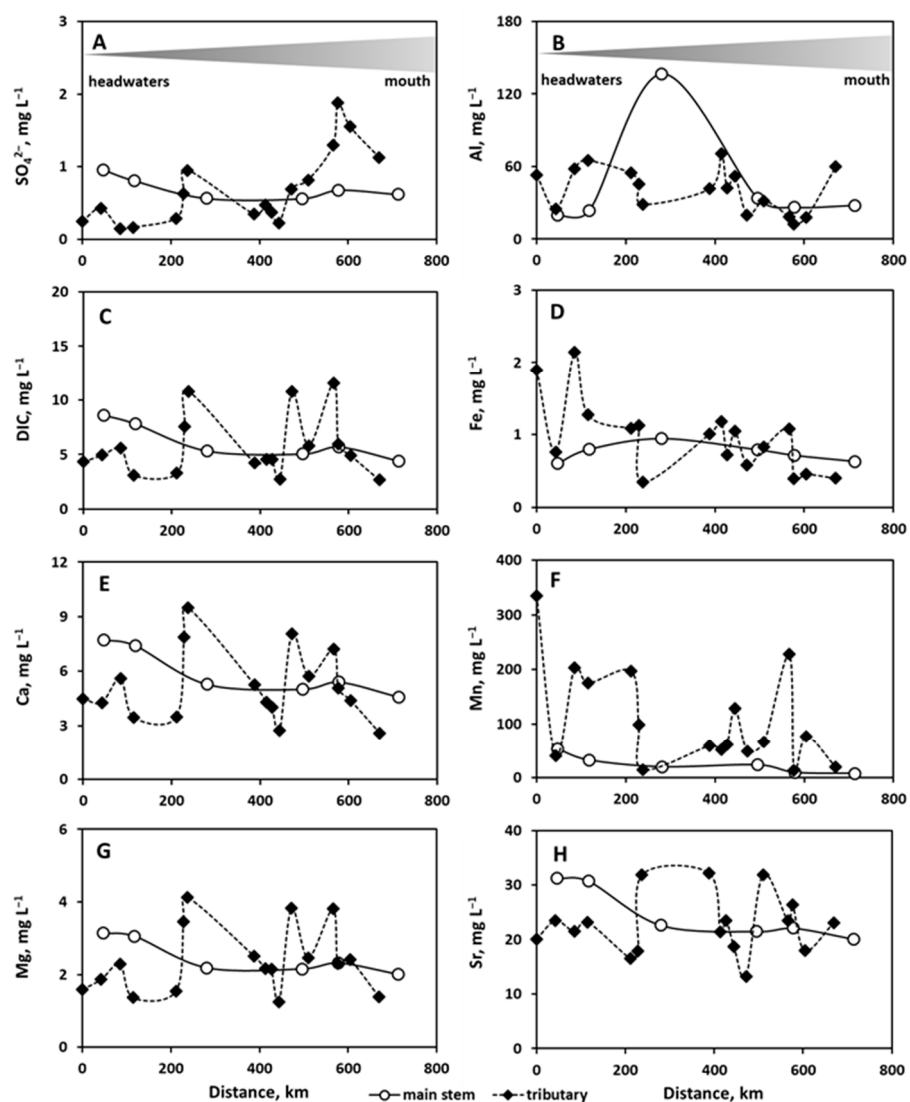 A
headwaters
mouth
SO₄²⁻, mg L⁻¹
3
2
1
0
0 200 400 600 800
B
Al, mg L⁻¹
180
120
60
0
0 200 400 600 800
C
DIC, mg L⁻¹
20
15
10
5
0
0 200 400 600 800
D
Fe, mg L⁻¹
3
2
1
0
0 200 400 600 800
E
Ca, mg L⁻¹
12
9
6
3
0
0 200 400 600 800
F
Mn, mg L⁻¹
400
300
200
100
0
0 200 400 600 800
G
Mg, mg L⁻¹
6
4
2
0
0 200 400 600 800
Distance, km
H
Sr, mg L⁻¹
40
30
20
10
0
0 200 400 600 800
Distance, km
main stem
tributary
headwaters
mouth